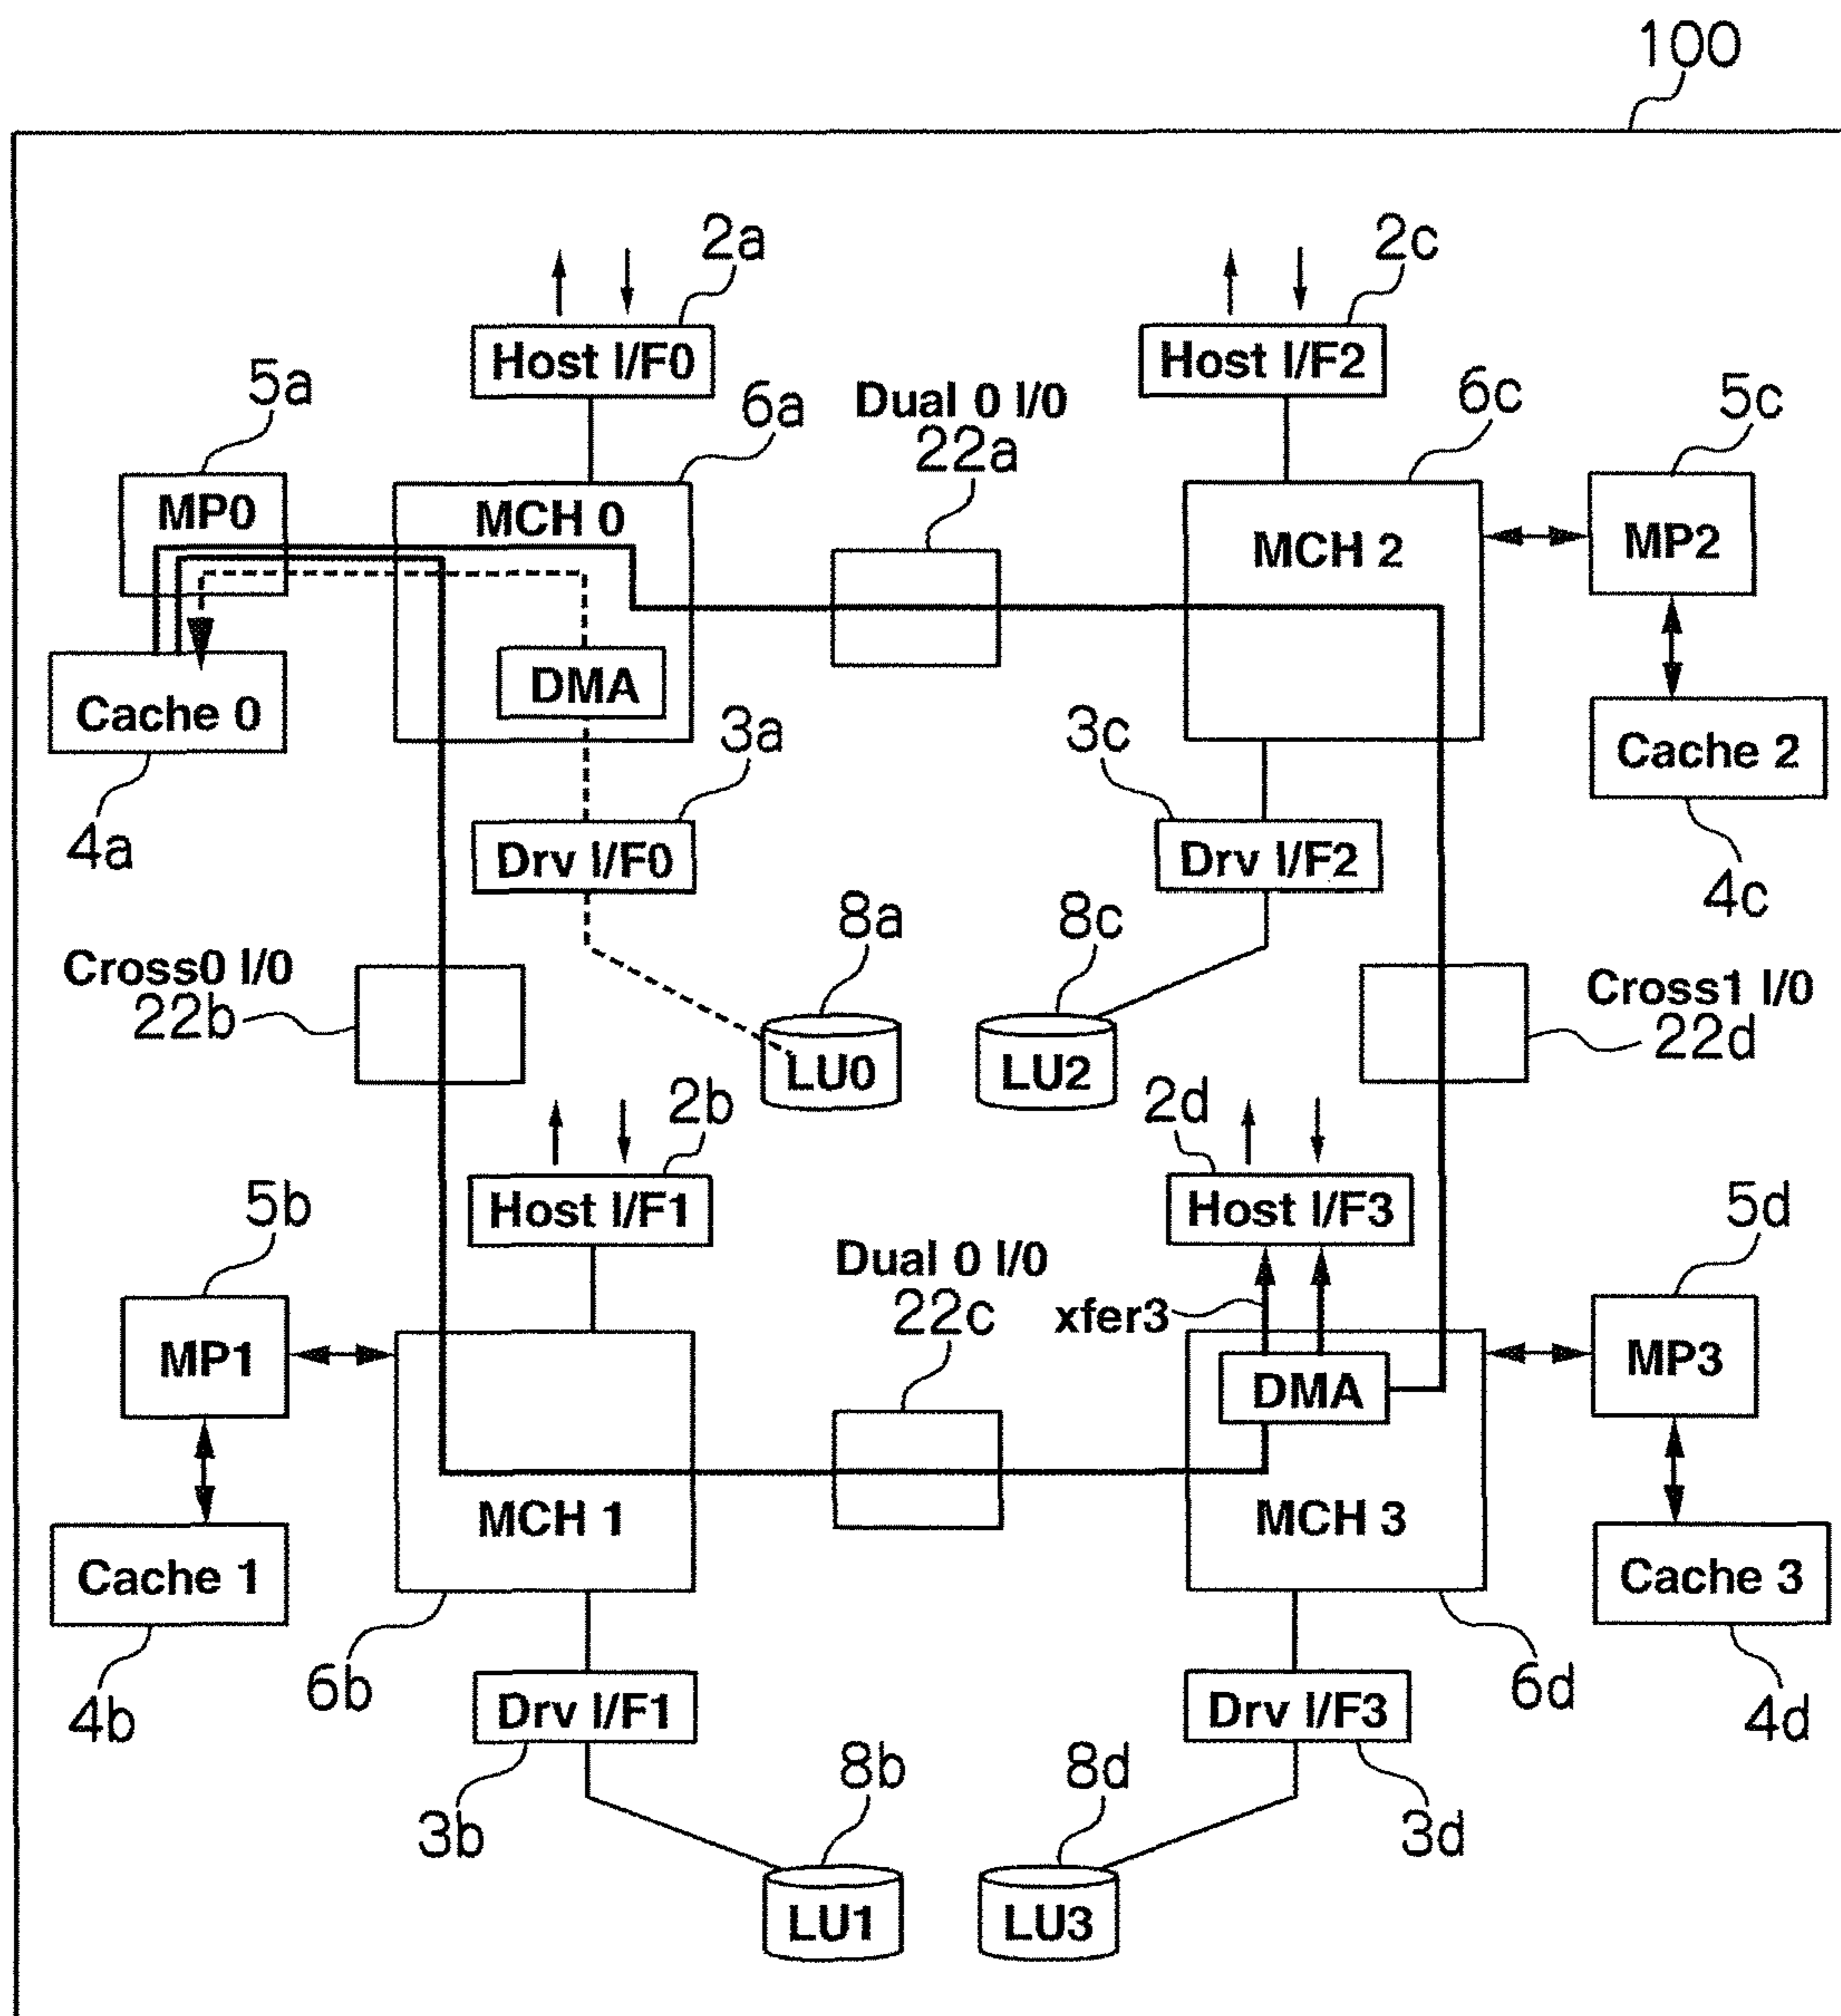 100
2a
2c
Host I/F0
Host I/F2
5a
6a
Dual 0 I/0
22a
6c
5c
MP0
MCH 0
MCH 2
MP2
DMA
Cache 0
3a
3c
Cache 2
4a
Drv I/F0
Drv I/F2
4c
8a
8c
Cross0 I/0
22b
Cross1 I/0
22d
LU0
LU2
2b
2d
5b
Host I/F1
Host I/F3
5d
Dual 0 I/0
22c
xfer3
MP1
DMA
MP3
MCH 1
MCH 3
Cache 1
Cache 3
4b
6b
Drv I/F1
Drv I/F3
6d
4d
8b
8d
3b
3d
LU1
LU3